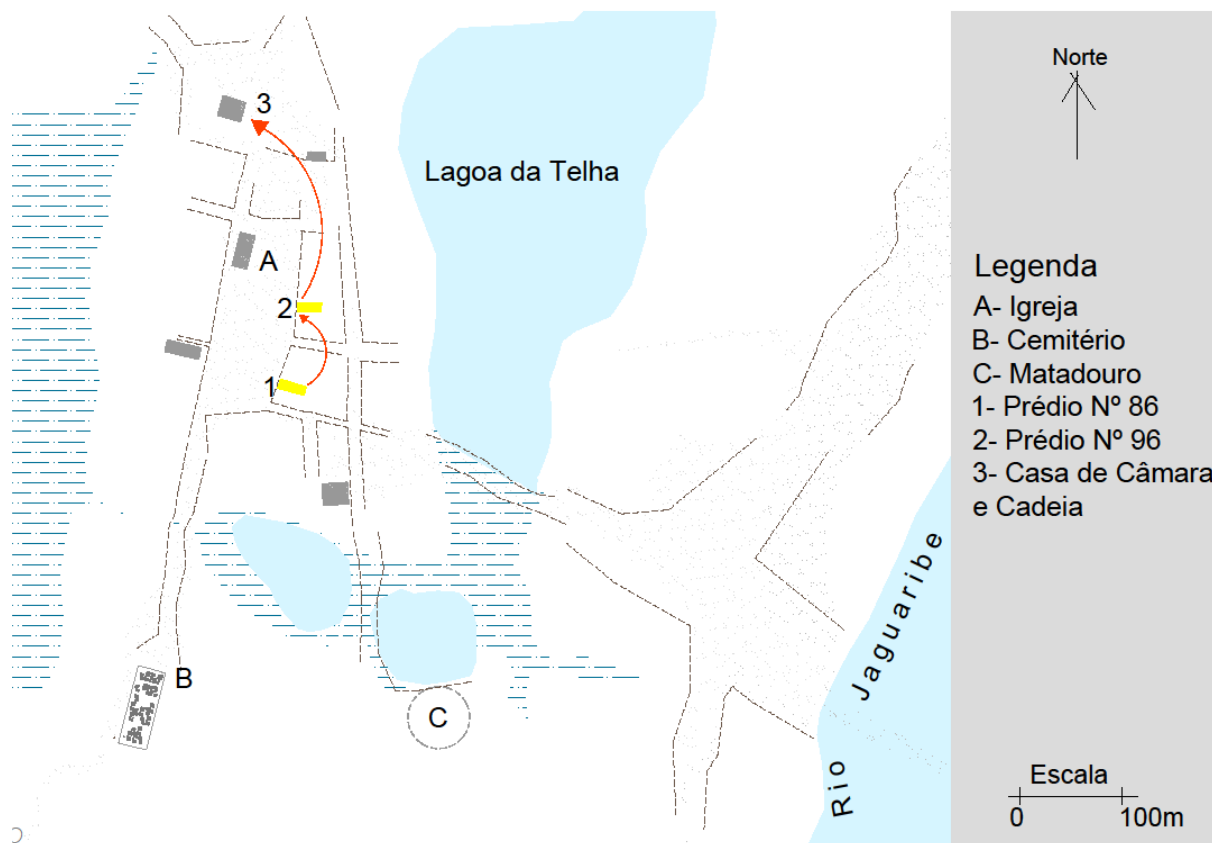 3
Lagoa da Telha
A
2
1
B
C
Rio Jaguaribe
Norte
Legenda
A- Igreja
B- Cemitério
C- Matadouro
1- Prédio Nº 86
2- Prédio Nº 96
3- Casa de Câmara
e Cadeia
Escala
0 100m